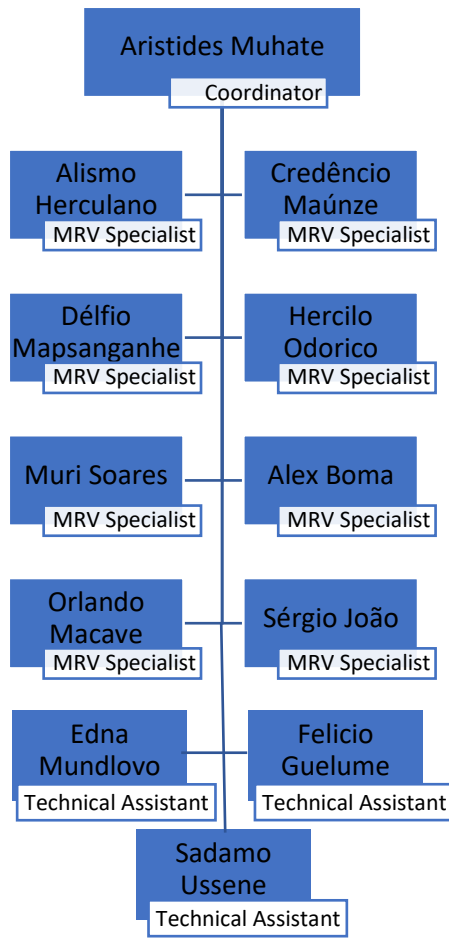 Aristides Muhate
Coordinator
Alismo
Herculano
MRV Specialist
Credêncio
Maúnze
MRV Specialist
Délfio
Mapsanganhe
MRV Specialist
Hercilo
Odorico
MRV Specialist
Muri Soares
MRV Specialist
Alex Boma
MRV Specialist
Orlando
Macave
MRV Specialist
Sérgio João
MRV Specialist
Edna
Mundlovo
Technical Assistant
Felicio
Guelume
Technical Assistant
Sadamo
Ussene
Technical Assistant